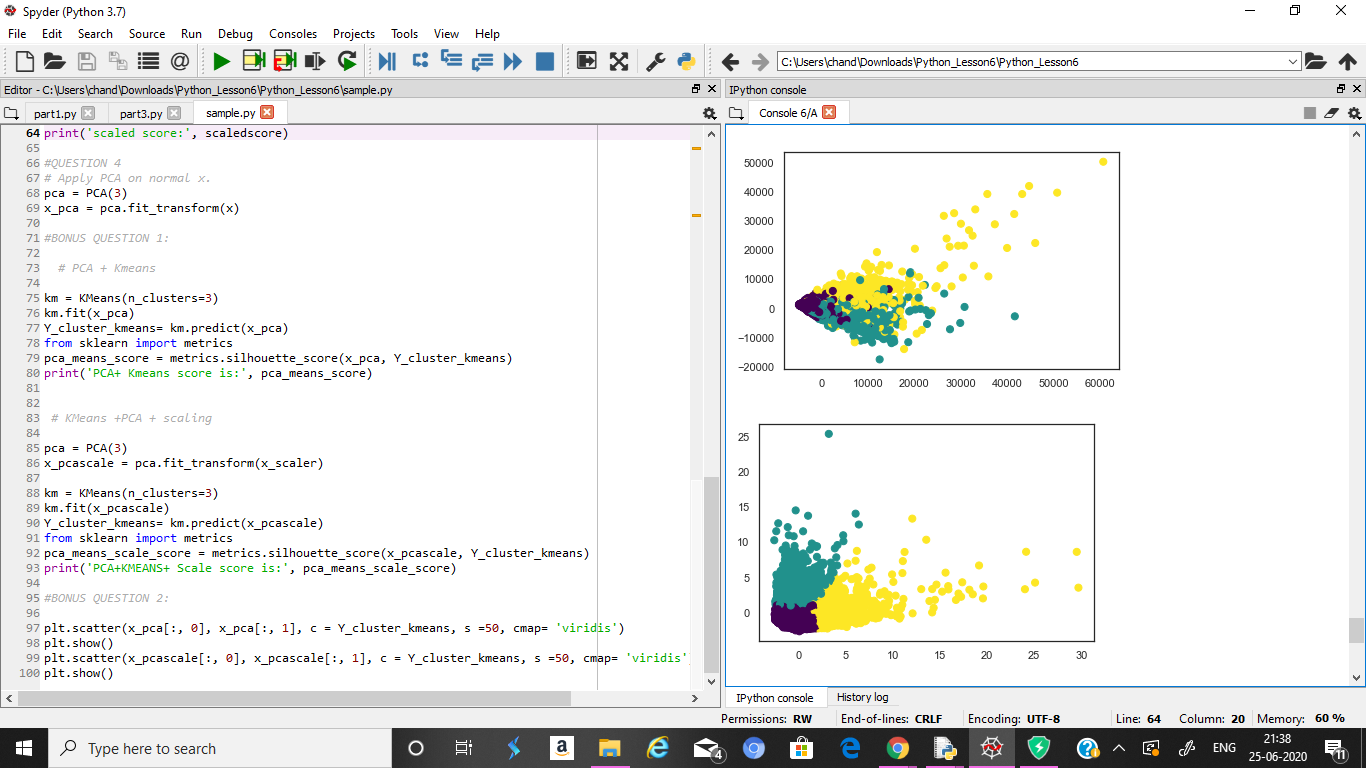 Spyder (Python 3.7)
File Edit Search Source Run Debug Consoles Projects Tools View Help
C:\Users\chand\Downloads\Python_Lesson6\Python_Lesson6
Editor - C:\Users\chand\Downloads\Python_Lesson6\Python_Lesson6\sample.py
part1.py part3.py sample.py
64 print('scaled score:', scaledscore)
65
66 #QUESTION 4
67 # Apply PCA on normal x.
68 pca = PCA(3)
69 x_pca = pca.fit_transform(x)
70
71 #BONUS QUESTION 1:
72
73 # PCA + Kmeans
74
75 km = KMeans(n_clusters=3)
76 km.fit(x_pca)
77 Y_cluster_kmeans= km.predict(x_pca)
78 from sklearn import metrics
79 pca_means_score = metrics.silhouette_score(x_pca, Y_cluster_kmeans)
80 print('PCA+ Kmeans score is:', pca_means_score)
81
82
83 # KMeans +PCA + scaling
84
85 pca = PCA(3)
86 x_pcascale = pca.fit_transform(x_scaler)
87
88 km = KMeans(n_clusters=3)
89 km.fit(x_pcascale)
90 Y_cluster_kmeans= km.predict(x_pcascale)
91 from sklearn import metrics
92 pca_means_scale_score = metrics.silhouette_score(x_pcascale, Y_cluster_kmeans)
93 print('PCA+KMEANS+ Scale score is:', pca_means_scale_score)
94
95 #BONUS QUESTION 2:
96
97 plt.scatter(x_pca[:, 0], x_pca[:, 1], c = Y_cluster_kmeans, s =50, cmap= 'viridis')
98 plt.show()
99 plt.scatter(x_pcascale[:, 0], x_pcascale[:, 1], c = Y_cluster_kmeans, s =50, cmap= 'viridis'
100 plt.show()
IPython console
Console 6/A
50000
40000
30000
20000
10000
0
−10000
−20000
0 10000 20000 30000 40000 50000 60000
25
20
15
10
5
0
0 5 10 15 20 25 30
IPython console History log
Permissions: RW End-of-lines: CRLF Encoding: UTF-8 Line: 64 Column: 20 Memory: 60 %
Type here to search
a
4
ENG
21:38
25-06-2020
11